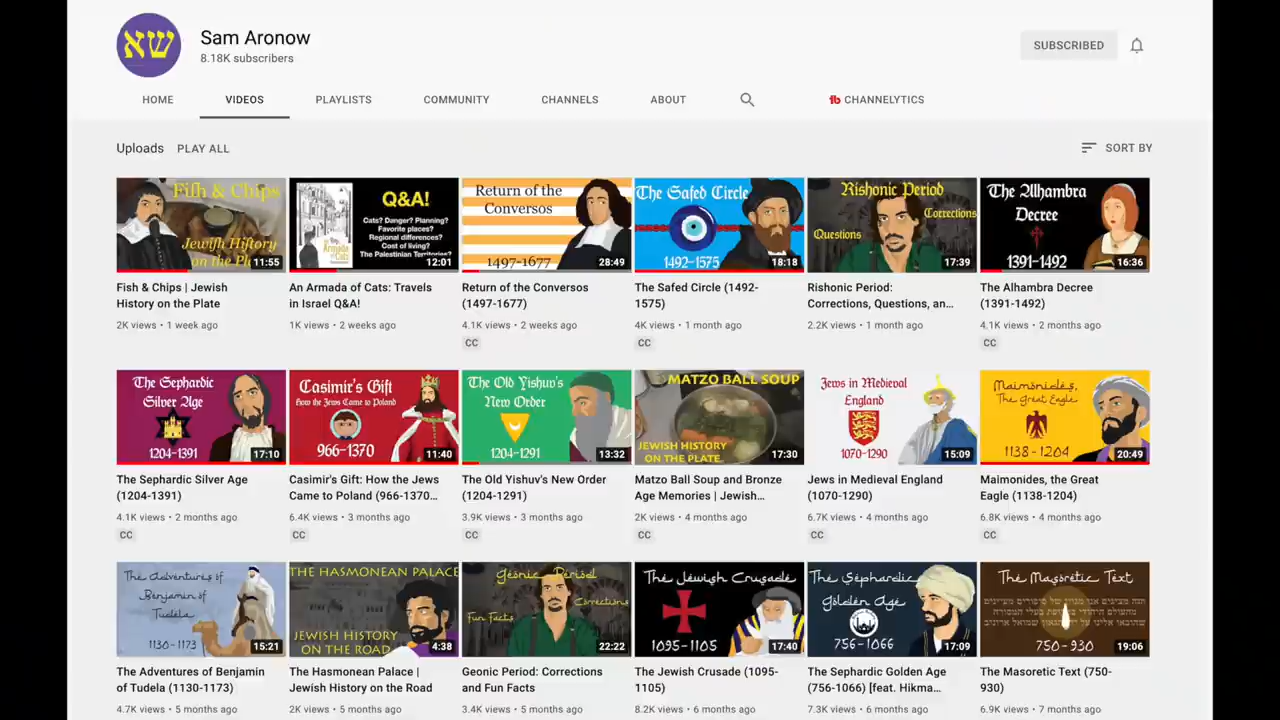 שא
Sam Aronow
8.18K subscribers
SUBSCRIBED
HOME
VIDEOS
PLAYLISTS
COMMUNITY
CHANNELS
ABOUT
CHANNELYTICS
Uploads
PLAY ALL
SORT BY
Fish & Chips
Jewish History
on the Pl
11:55
Q&A!
Cats? Danger? Planning?
Favorite places?
Regional differences?
Cost of living?
The Palestinian Territories?
12:01
Return of the
Conversos
1497-1677
28:49
The Safed Circle
1492-1575
18:18
Rishonic Period
Corrections
Questions
17:39
The Alhambra
Decree
1391-1492
16:36
Fish & Chips | Jewish
History on the Plate
2K views • 1 week ago
An Armada of Cats: Travels
in Israel Q&A!
1K views • 2 weeks ago
Return of the Conversos
(1497-1677)
4.1K views • 2 weeks ago
CC
The Safed Circle (1492-
1575)
4K views • 1 month ago
CC
Rishonic Period:
Corrections, Questions, an...
2.2K views • 1 month ago
The Alhambra Decree
(1391-1492)
4.1K views • 2 months ago
CC
The Sephardic
Silver Age
1204-1391
17:10
Casimir's Gift
How the Jews Came to Poland
966-1370
11:40
The Old Yishuv's
New Order
1204-1291
13:32
MATZO BALL SOUP
JEWISH HISTORY
ON THE PLATE
17:30
Jews in Medieval
England
1070-1290
15:09
Maimonides,
The Great Eagle
1138-1204
20:49
The Sephardic Silver Age
(1204-1391)
4.1K views • 2 months ago
CC
Casimir's Gift: How the Jews
Came to Poland (966-1370...
6.4K views • 3 months ago
CC
The Old Yishuv's New Order
(1204-1291)
3.9K views • 3 months ago
CC
Matzo Ball Soup and Bronze
Age Memories | Jewish...
2K views • 4 months ago
CC
Jews in Medieval England
(1070-1290)
6.7K views • 4 months ago
CC
Maimonides, the Great
Eagle (1138-1204)
6.8K views • 4 months ago
CC
The Adventures of
Benjamin of
Tudela
1130-1173
15:21
THE HASMONEAN PALACE
JEWISH HISTORY
ON THE ROAD
4:38
Geonic Period
Corrections
Fun Facts
22:22
The Jewish Crusade
1095-1105
17:40
The Sephardic
Golden Age
756-1066
17:09
The Masoretic Text
750-930
19:06
The Adventures of Benjamin
of Tudela (1130-1173)
4.7K views • 5 months ago
The Hasmonean Palace |
Jewish History on the Road
2K views • 5 months ago
Geonic Period: Corrections
and Fun Facts
3.4K views • 5 months ago
The Jewish Crusade (1095-
1105)
8.2K views • 6 months ago
The Sephardic Golden Age
(756-1066) [feat. Hikma...
7.3K views • 6 months ago
The Masoretic Text (750-
930)
6.9K views • 7 months ago